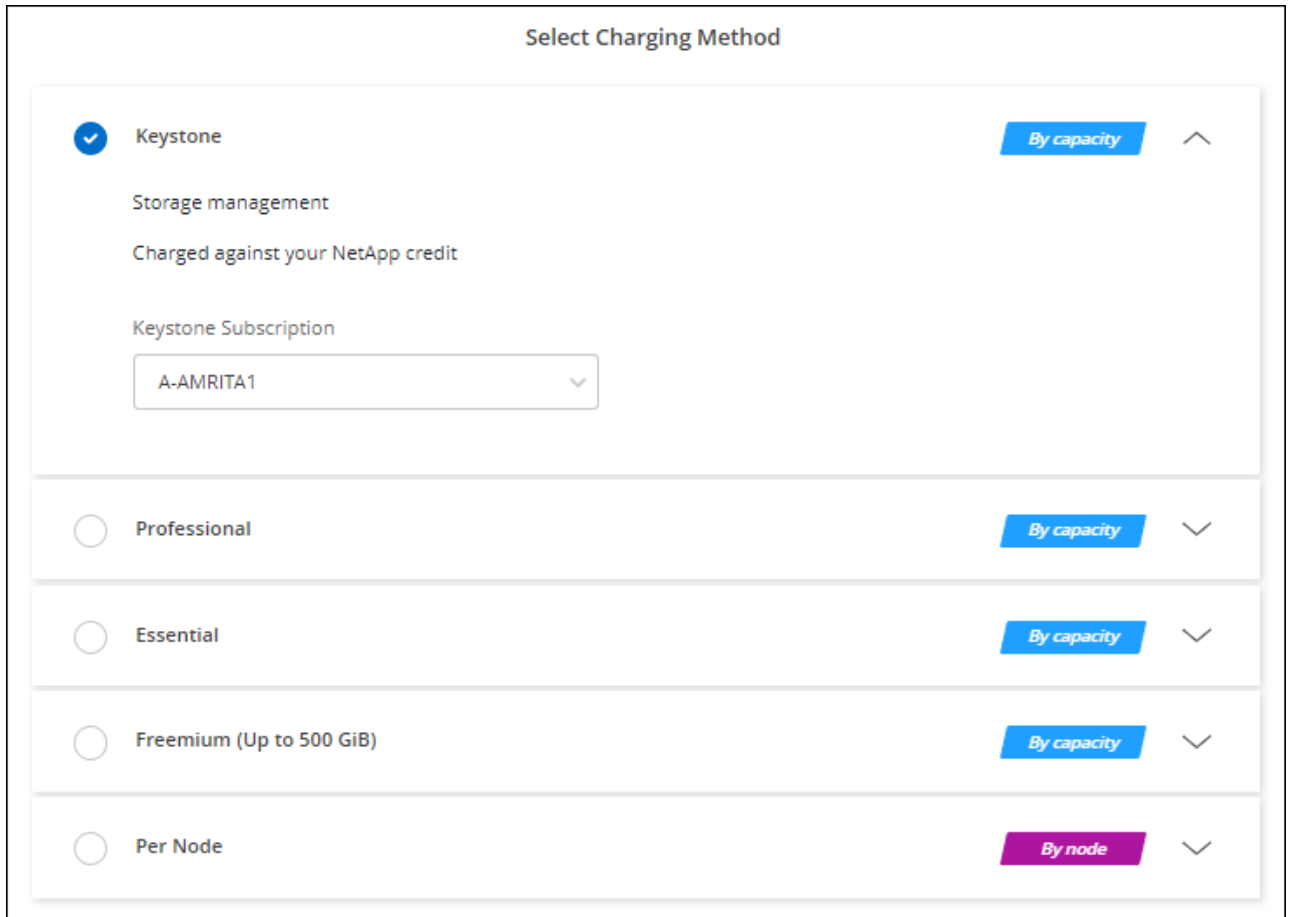 Select Charging Method
Keystone
By capacity
Storage management
Charged against your NetApp credit
Keystone Subscription
A-AMRITA1
Professional
By capacity
Essential
By capacity
Freemium (Up to 500 GiB)
By capacity
Per Node
By node